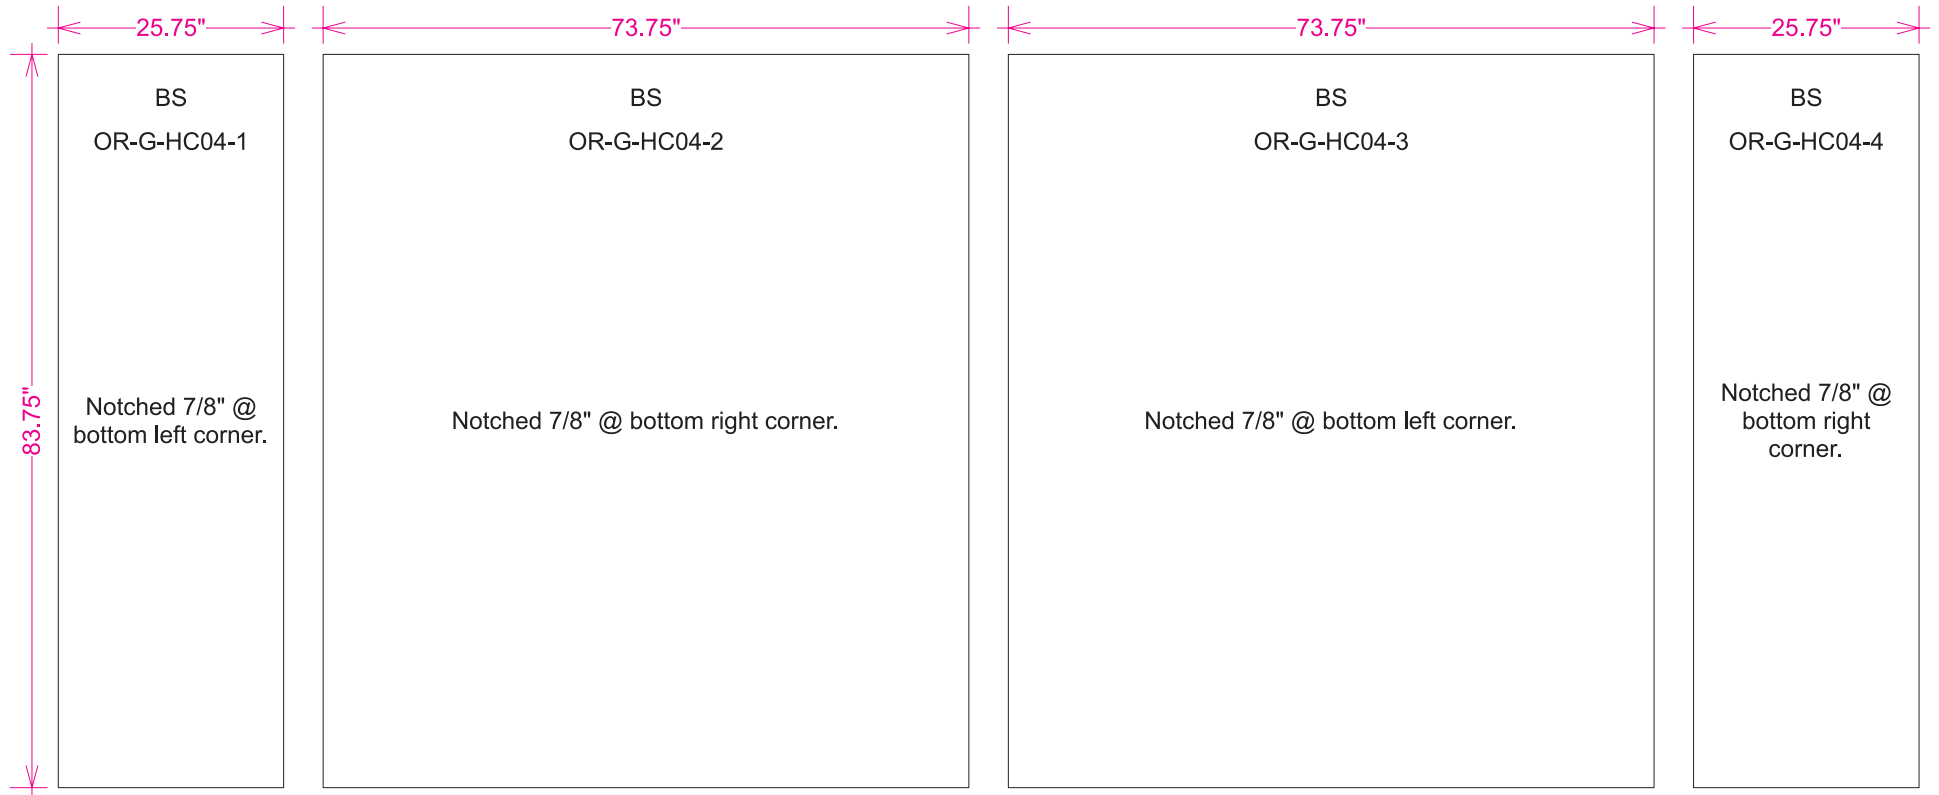 25.75"
73.75"
73.75"
25.75"
83.75"
BS
OR-G-HC04-1
Notched 7/8" @
bottom left corner.
BS
OR-G-HC04-2
Notched 7/8" @ bottom right corner.
BS
OR-G-HC04-3
Notched 7/8" @ bottom left corner.
BS
OR-G-HC04-4
Notched 7/8" @
bottom right
corner.